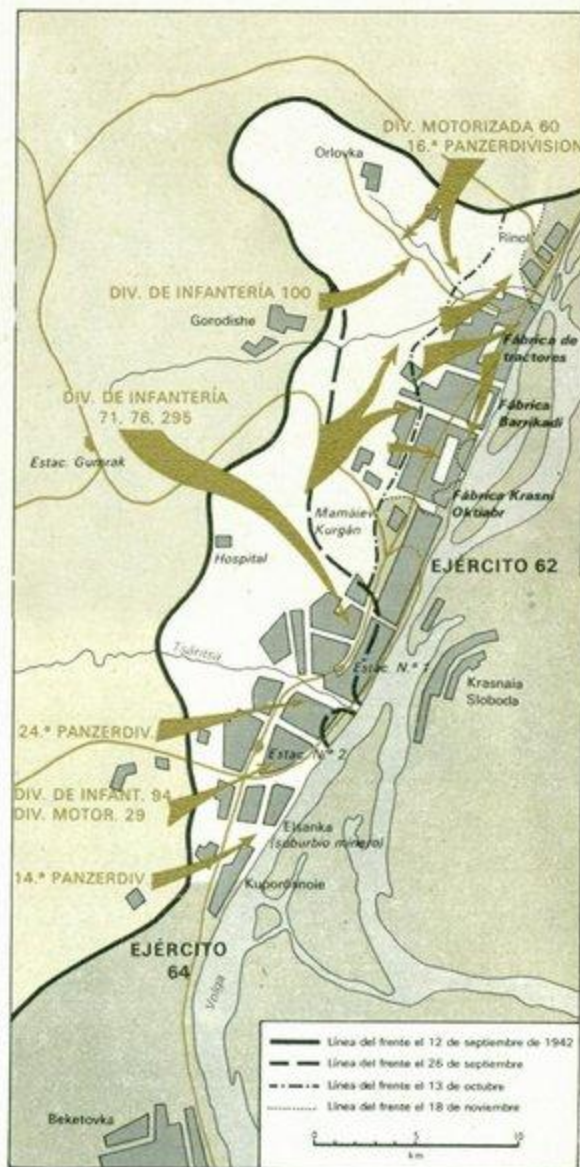 DIV. MOTORIZADA 60
16.ª PANZERDIVISION
Orlovka
Rinok
DIV. DE INFANTERÍA 100
Gorodishe
Fábrica de
tractores
DIV. DE INFANTERÍA
71, 76, 295
Fábrica
Barrikadi
Estac. Gumrak
Fábrica Krasni
Oktiabr
Mamáiev
Kurgán
Hospital
EJÉRCITO 62
Tsáritsa
Estac. N.º 1
Krasnaia
Sloboda
24.ª PANZERDIV.
Estac. N.º 2
DIV. DE INFANT. 94
DIV. MOTOR. 29
Elsanka
(suburbio minero)
14.ª PANZERDIV.
Kuporosnoie
EJÉRCITO
64
Volga
Beketovka
Línea del frente el 12 de septiembre de 1942
Línea del frente el 26 de septiembre
Línea del frente el 13 de octubre
Línea del frente el 18 de noviembre
0 5 10
km